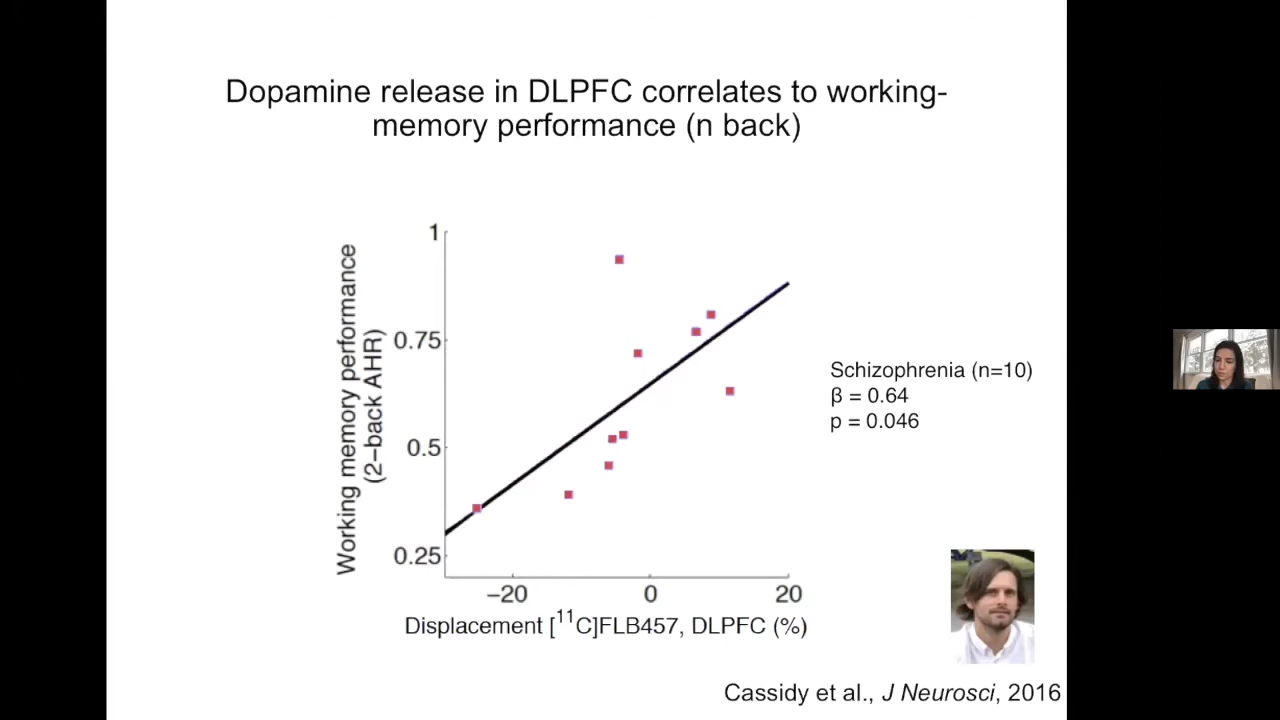 Dopamine release in DLPFC correlates to working-
memory performance (n back)
Working memory performance
(2-back AHR)
1
0.75
0.5
0.25
−20
0
20
Displacement [¹¹C]FLB457, DLPFC (%)
Schizophrenia (n=10)
β = 0.64
p = 0.046
Cassidy et al., J Neurosci, 2016